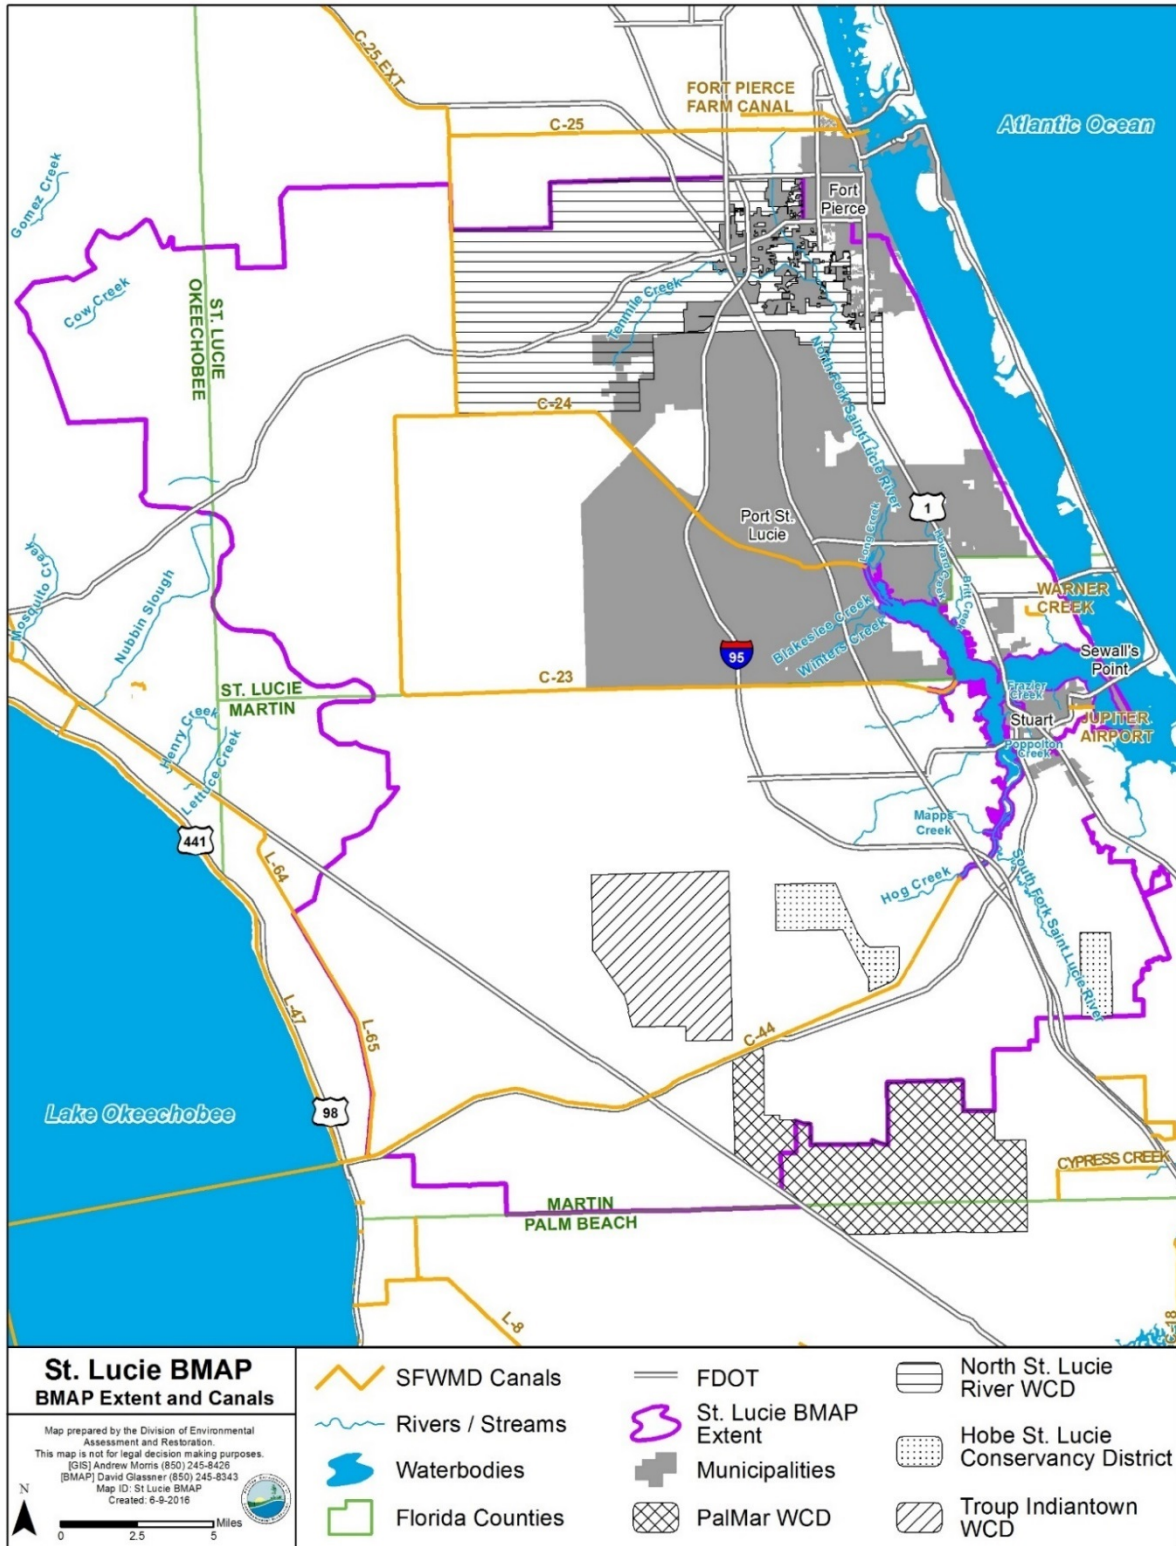 C-25 EXT
FORT PIERCE
FARM CANAL
C-25
Atlantic Ocean
Gomez Creek
Fort
Pierce
Cow Creek
ST. LUCIE
OKEECHOBEE
Tenmile Creek
North Fork Saint Lucie River
C-24
1
Port St.
Lucie
Long Creek
Howard Creek
Britt Creek
Mosquito Creek
Nubbin Slough
WARNER
CREEK
Blakeslee Creek
Winters Creek
95
Sewall's
Point
C-23
ST. LUCIE
MARTIN
Frazier
Creek
Stuart
JUPITER
AIRPORT
Poppolton
Creek
Henry Creek
Lettuce Creek
441
Mapps
Creek
L-64
Hog Creek
South Fork Saint Lucie River
L-47
L-65
C-44
Lake Okeechobee
98
CYPRESS CREEK
MARTIN
PALM BEACH
L-8
C-18
St. Lucie BMAP
BMAP Extent and Canals
Map prepared by the Division of Environmental
Assessment and Restoration.
This map is not for legal decision making purposes.
[GIS] Andrew Morris (850) 245-8426
[BMAP] David Glassner (850) 245-8343
Map ID: St Lucie BMAP
Created: 6-9-2016
N
Miles
0 2.5 5
SFWMD Canals
Rivers / Streams
Waterbodies
Florida Counties
FDOT
St. Lucie BMAP
Extent
Municipalities
PalMar WCD
North St. Lucie
River WCD
Hobe St. Lucie
Conservancy District
Troup Indiantown
WCD